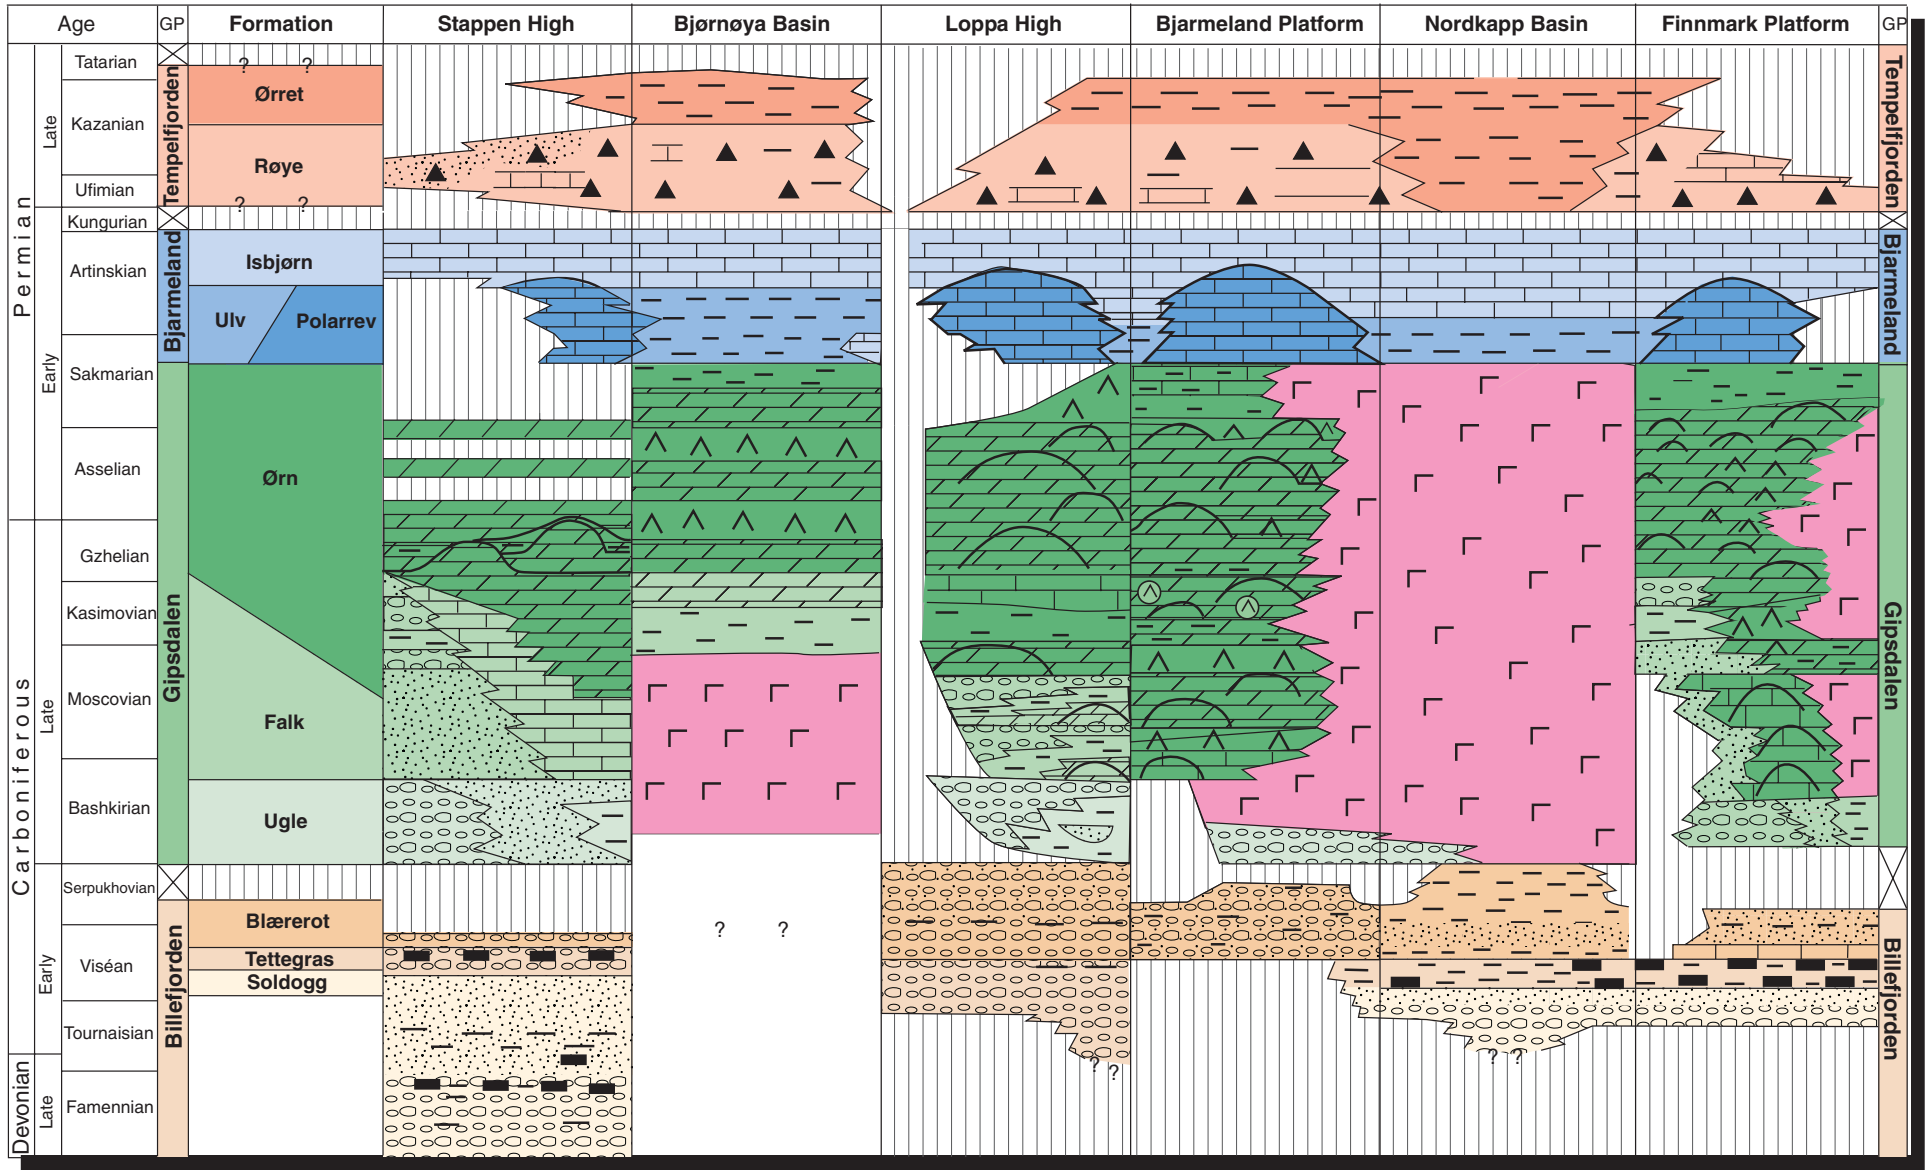 Age GP Formation Stappen High Bjørnøya Basin Loppa High Bjarmeland Platform Nordkapp Basin Finnmark Platform GP
Permian
Late
Tatarian
Kazanian
Ufimian
Early
Kungurian
Artinskian
Sakmarian
Asselian
Carboniferous
Late
Gzhelian
Kasimovian
Moscovian
Bashkirian
Early
Serpukhovian
Viséan
Tournaisian
Devonian
Late
Famennian
Tempelfjorden
Bjarmeland
Gipsdalen
Billefjorden
? ?
Ørret
Røye
? ?
Isbjørn
Ulv Polarrev
Ørn
Falk
Ugle
Blærerot
Tettegras
Soldogg
? ?
? ?
? ?
Tempelfjorden
Bjarmeland
Gipsdalen
Billefjorden